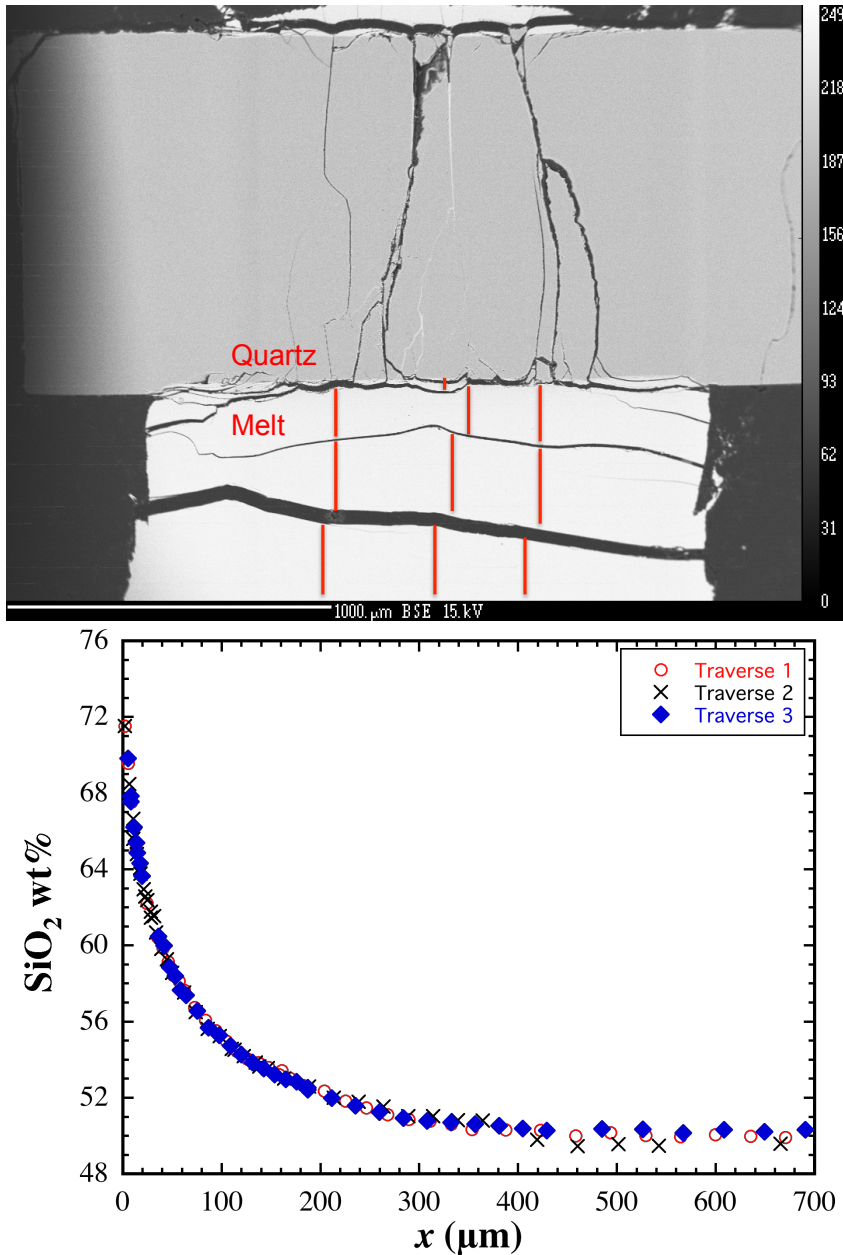 249
218
187
156
124
93
62
31
0
Quartz
Melt
1000.µm BSE 15.kV
76
72
68
64
60
56
52
48
SiO₂ wt%
Traverse 1
Traverse 2
Traverse 3
0 100 200 300 400 500 600 700
x (µm)